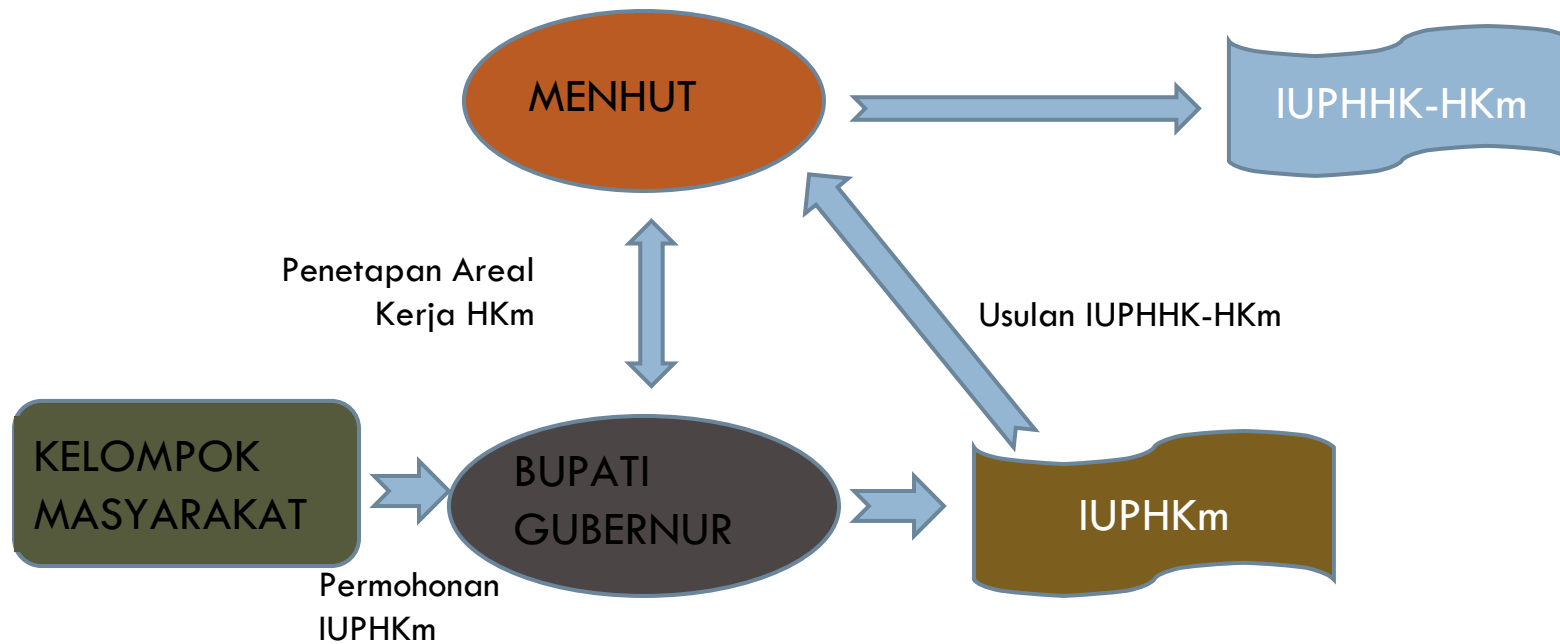 MENHUT
IUPHHK-HKm
Penetapan Areal
Kerja HKm
Usulan IUPHHK-HKm
KELOMPOK
MASYARAKAT
BUPATI
GUBERNUR
IUPHKm
Permohonan
IUPHKm